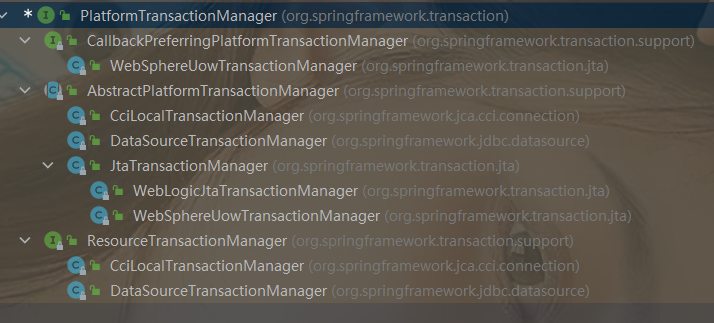 * PlatformTransactionManager (org.springframework.transaction)
CallbackPreferringPlatformTransactionManager (org.springframework.transaction.support)
WebSphereUowTransactionManager (org.springframework.transaction.jta)
AbstractPlatformTransactionManager (org.springframework.transaction.support)
CciLocalTransactionManager (org.springframework.jca.cci.connection)
DataSourceTransactionManager (org.springframework.jdbc.datasource)
JtaTransactionManager (org.springframework.transaction.jta)
WebLogicJtaTransactionManager (org.springframework.transaction.jta)
WebSphereUowTransactionManager (org.springframework.transaction.jta)
ResourceTransactionManager (org.springframework.transaction.support)
CciLocalTransactionManager (org.springframework.jca.cci.connection)
DataSourceTransactionManager (org.springframework.jdbc.datasource)